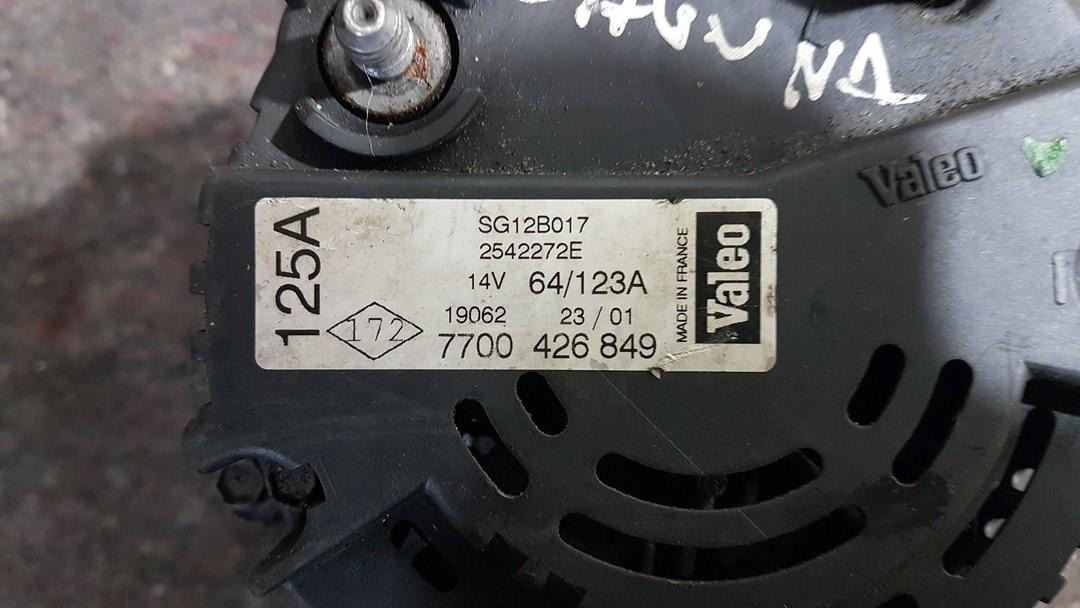 Valeo
125A
SG12B017
2542272E
14V 64/123A
172
19062 23 / 01
7700 426 849
MADE IN FRANCE
Valeo